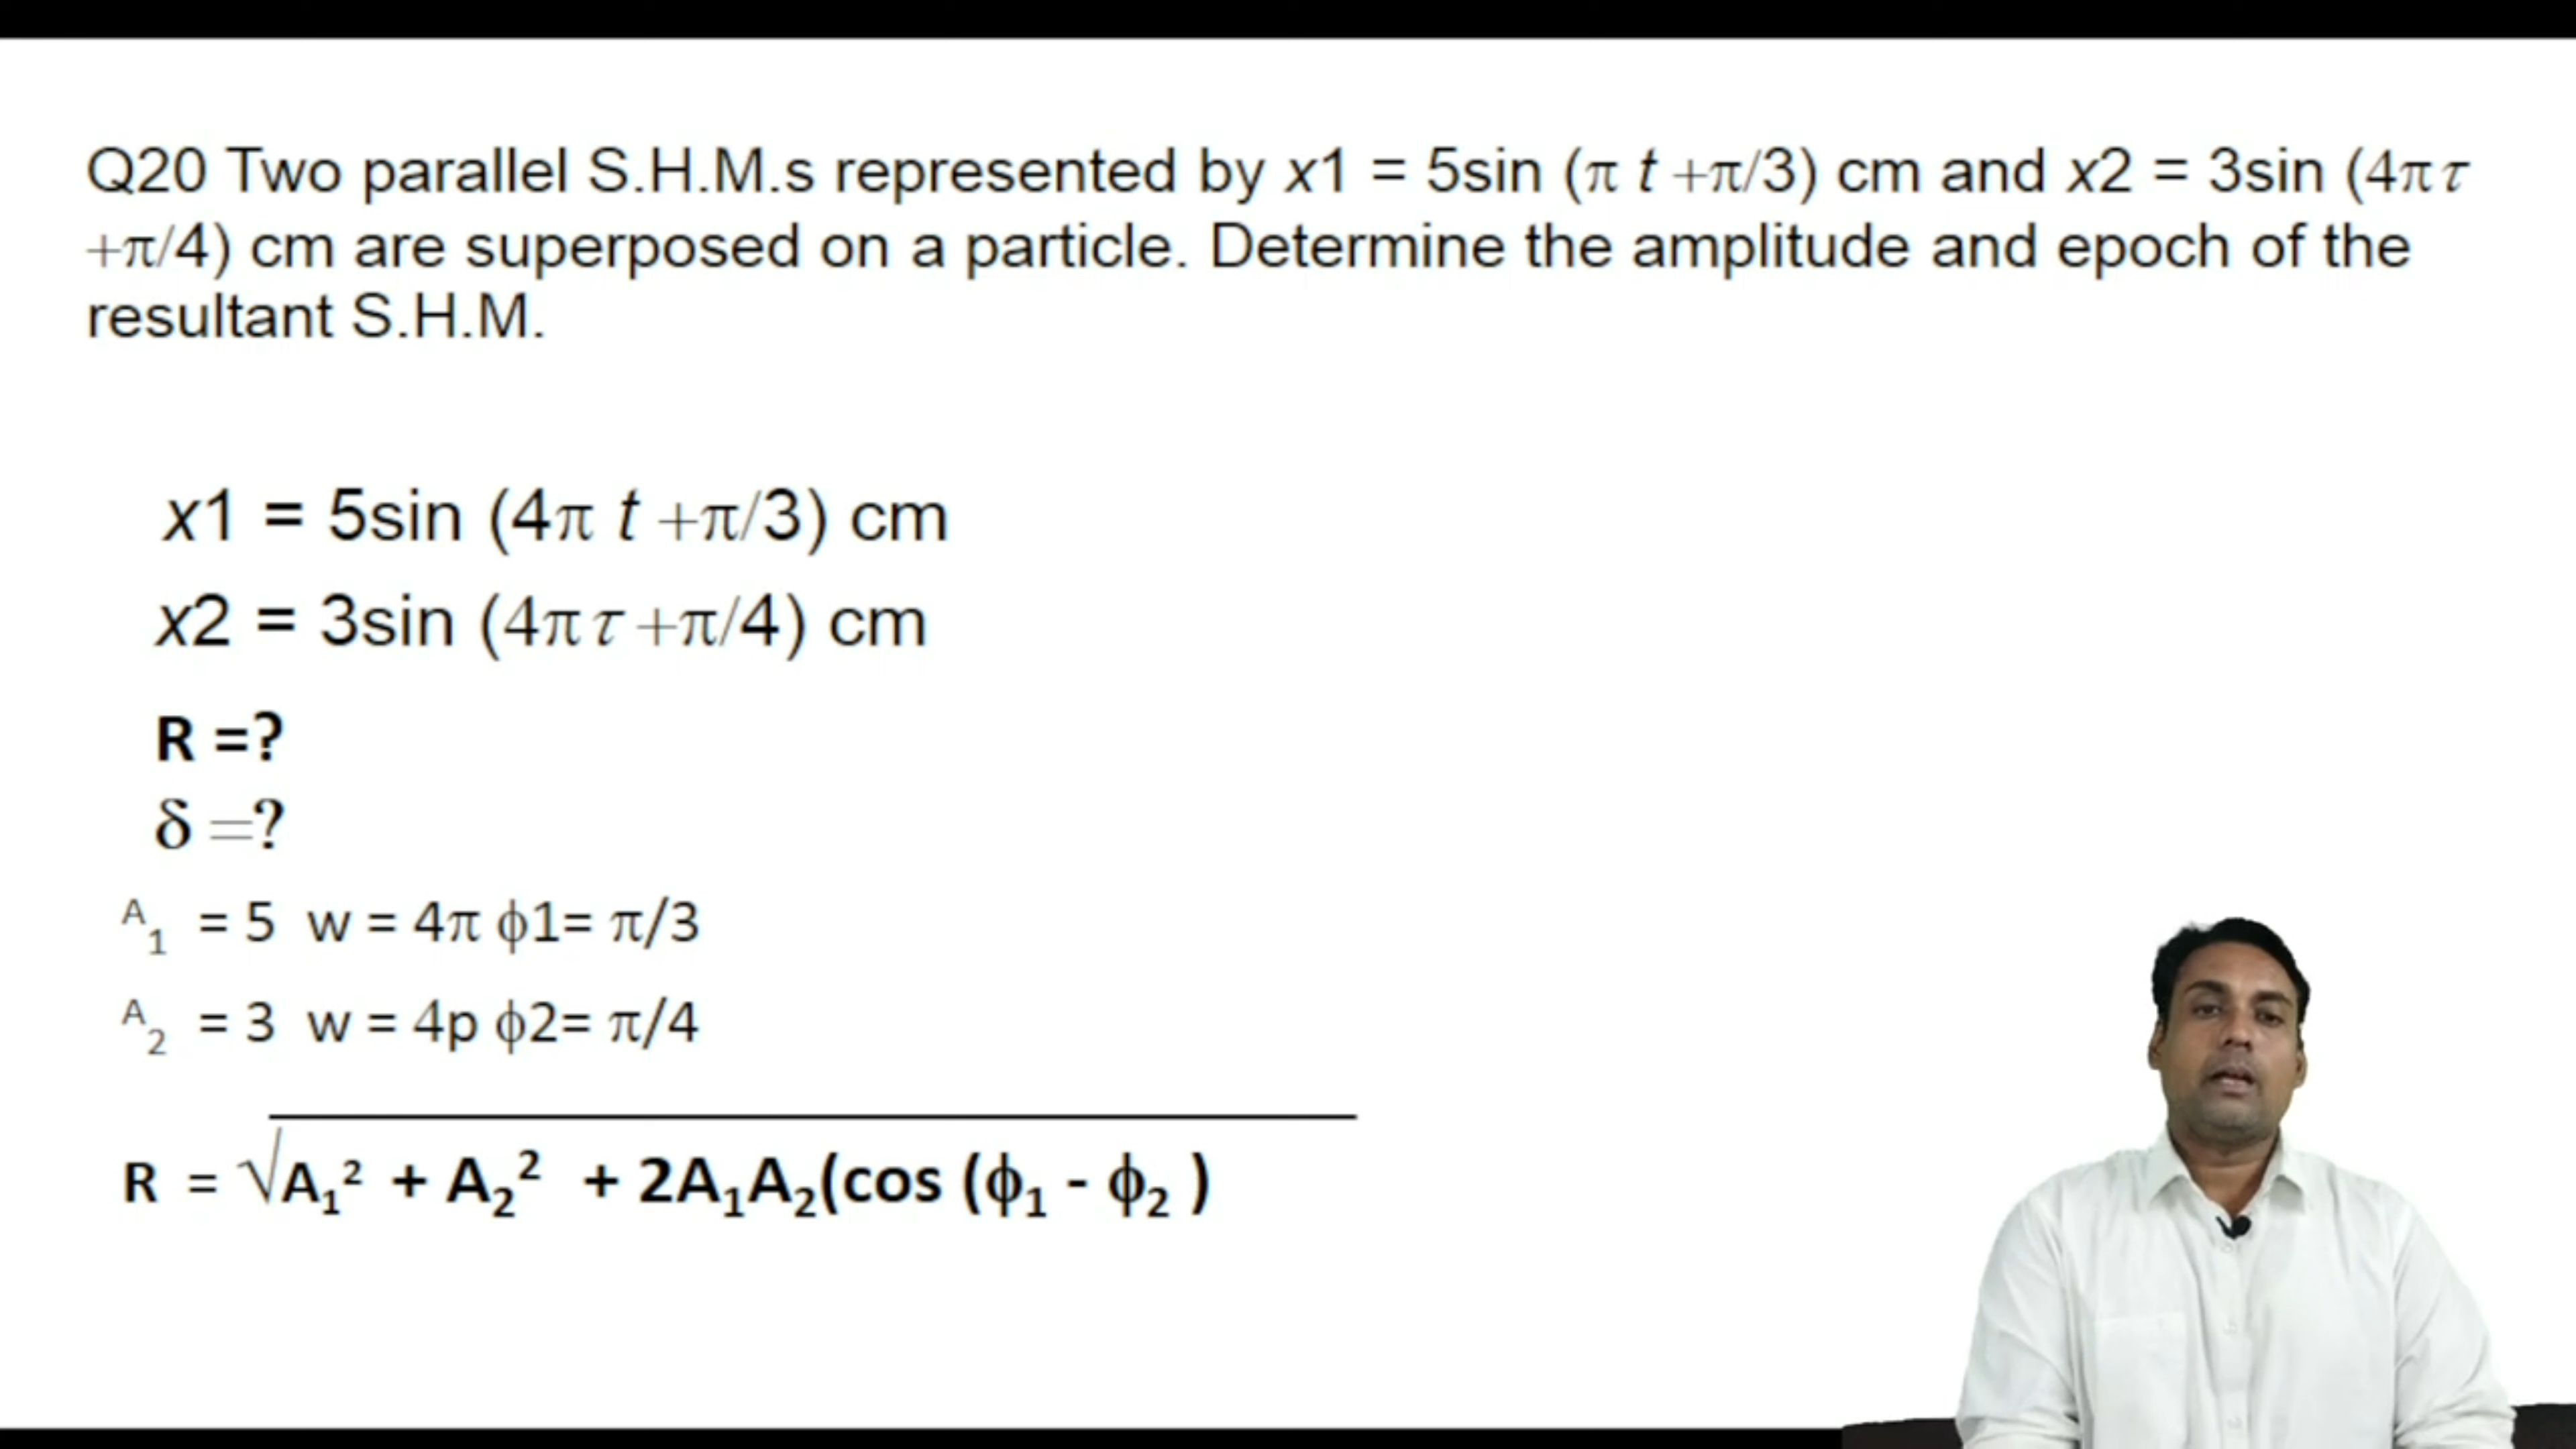 Q20 Two parallel S.H.M.s represented by x1 = 5sin (π t +π/3) cm and x2 = 3sin (4πτ
+π/4) cm are superposed on a particle. Determine the amplitude and epoch of the
resultant S.H.M.
x1 = 5sin (4π t +π/3) cm
x2 = 3sin (4πτ+π/4) cm
R =?
δ =?
A₁ = 5 w = 4π ϕ1= π/3
A₂ = 3 w = 4p ϕ2= π/4
R = √A₁² + A₂² + 2A₁A₂(cos (ϕ₁ - ϕ₂ )